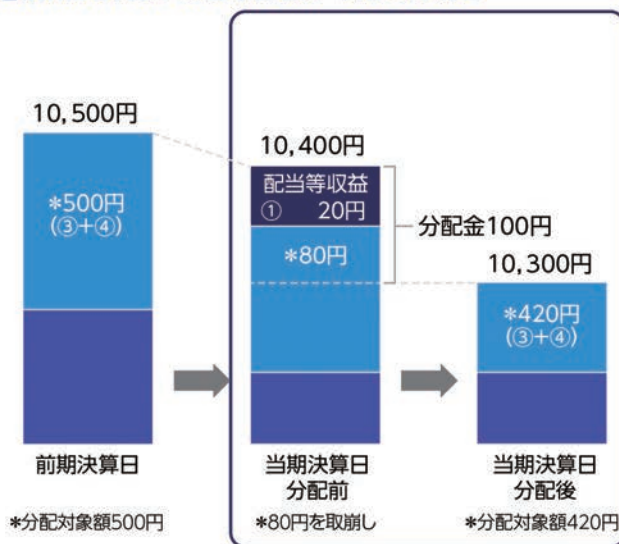 10,500円
*500円
(③+④)
前期決算日
*分配対象額500円
10,400円
配当等収益
① 20円
*80円
分配金100円
当期決算日
分配前
*80円を取崩し
10,300円
*420円
(③+④)
当期決算日
分配後
*分配対象額420円